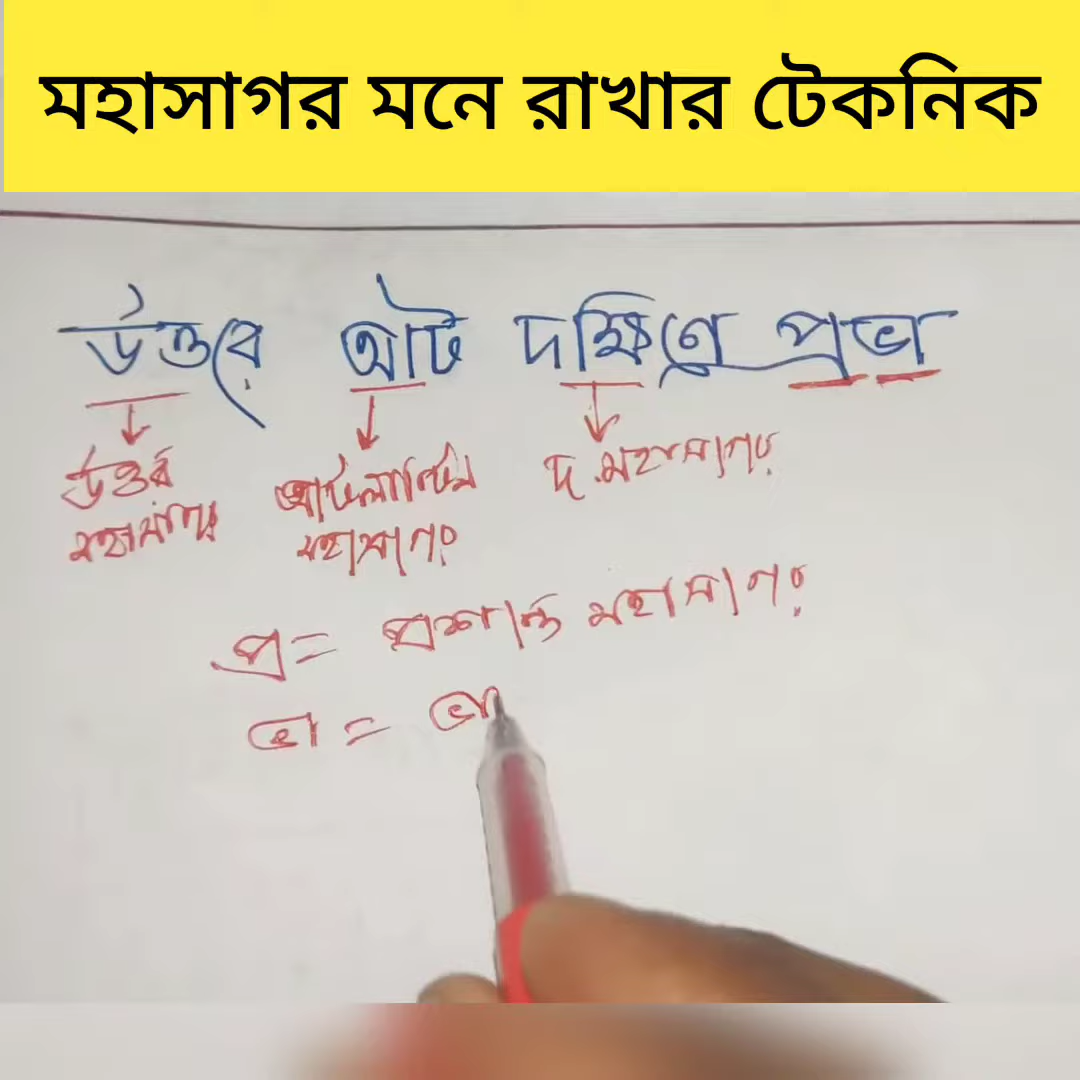 মহাসাগর মনে রাখার টেকনিক
উত্তরে আট দক্ষিণে প্রভা
উত্তর মহাসাগর
আটলান্টিক মহাসাগর
দ. মহাসাগর
প্র = প্রশান্ত মহাসাগর
ভা = ভা